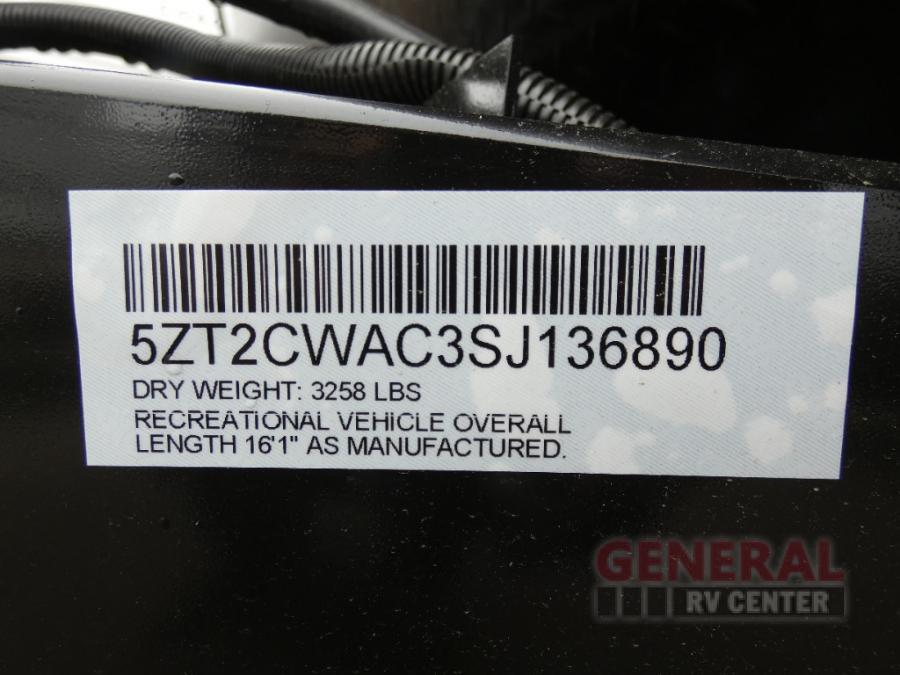 5ZT2CWAC3SJ136890
DRY WEIGHT: 3258 LBS
RECREATIONAL VEHICLE OVERALL
LENGTH 16'1" AS MANUFACTURED.
GENERAL
RV CENTER